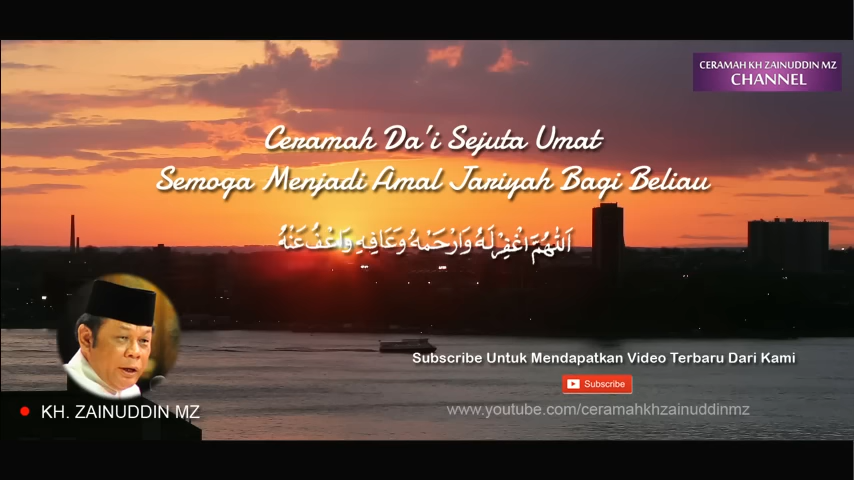 CERAMAH KH ZAINUDDIN MZ
CHANNEL
Ceramah Da'i Sejuta Umat
Semoga Menjadi Amal Jariyah Bagi Beliau
اَللّٰهُمَّ اغْفِرْلَهُ وَارْحَمْهُ وَعَافِهِ وَاعْفُ عَنْهُ
Subscribe Untuk Mendapatkan Video Terbaru Dari Kami
Subscribe
KH. ZAINUDDIN MZ
www.youtube.com/ceramahkhzainuddinmz